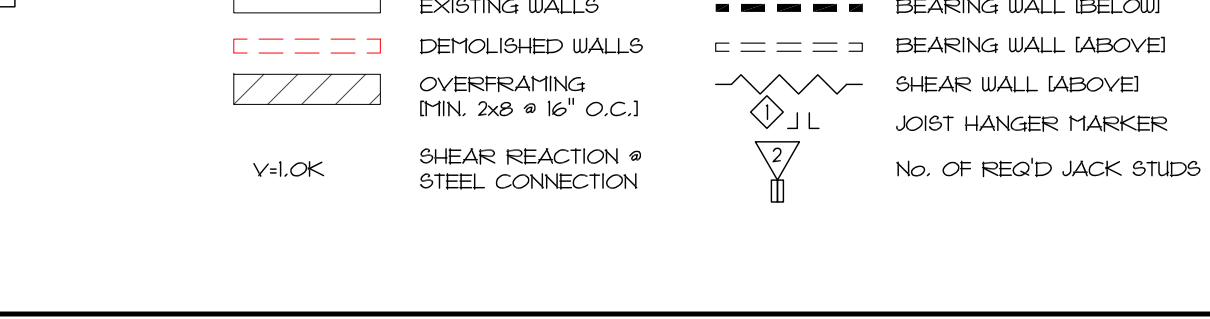 EXISTING WALLS
DEMOLISHED WALLS
OVERFRAMING
[MIN. 2x8 @ 16" O.C.]
V=1.0K
SHEAR REACTION @
STEEL CONNECTION
BEARING WALL [BELOW]
BEARING WALL [ABOVE]
SHEAR WALL [ABOVE]
1
JOIST HANGER MARKER
2
No. OF REQ'D JACK STUDS